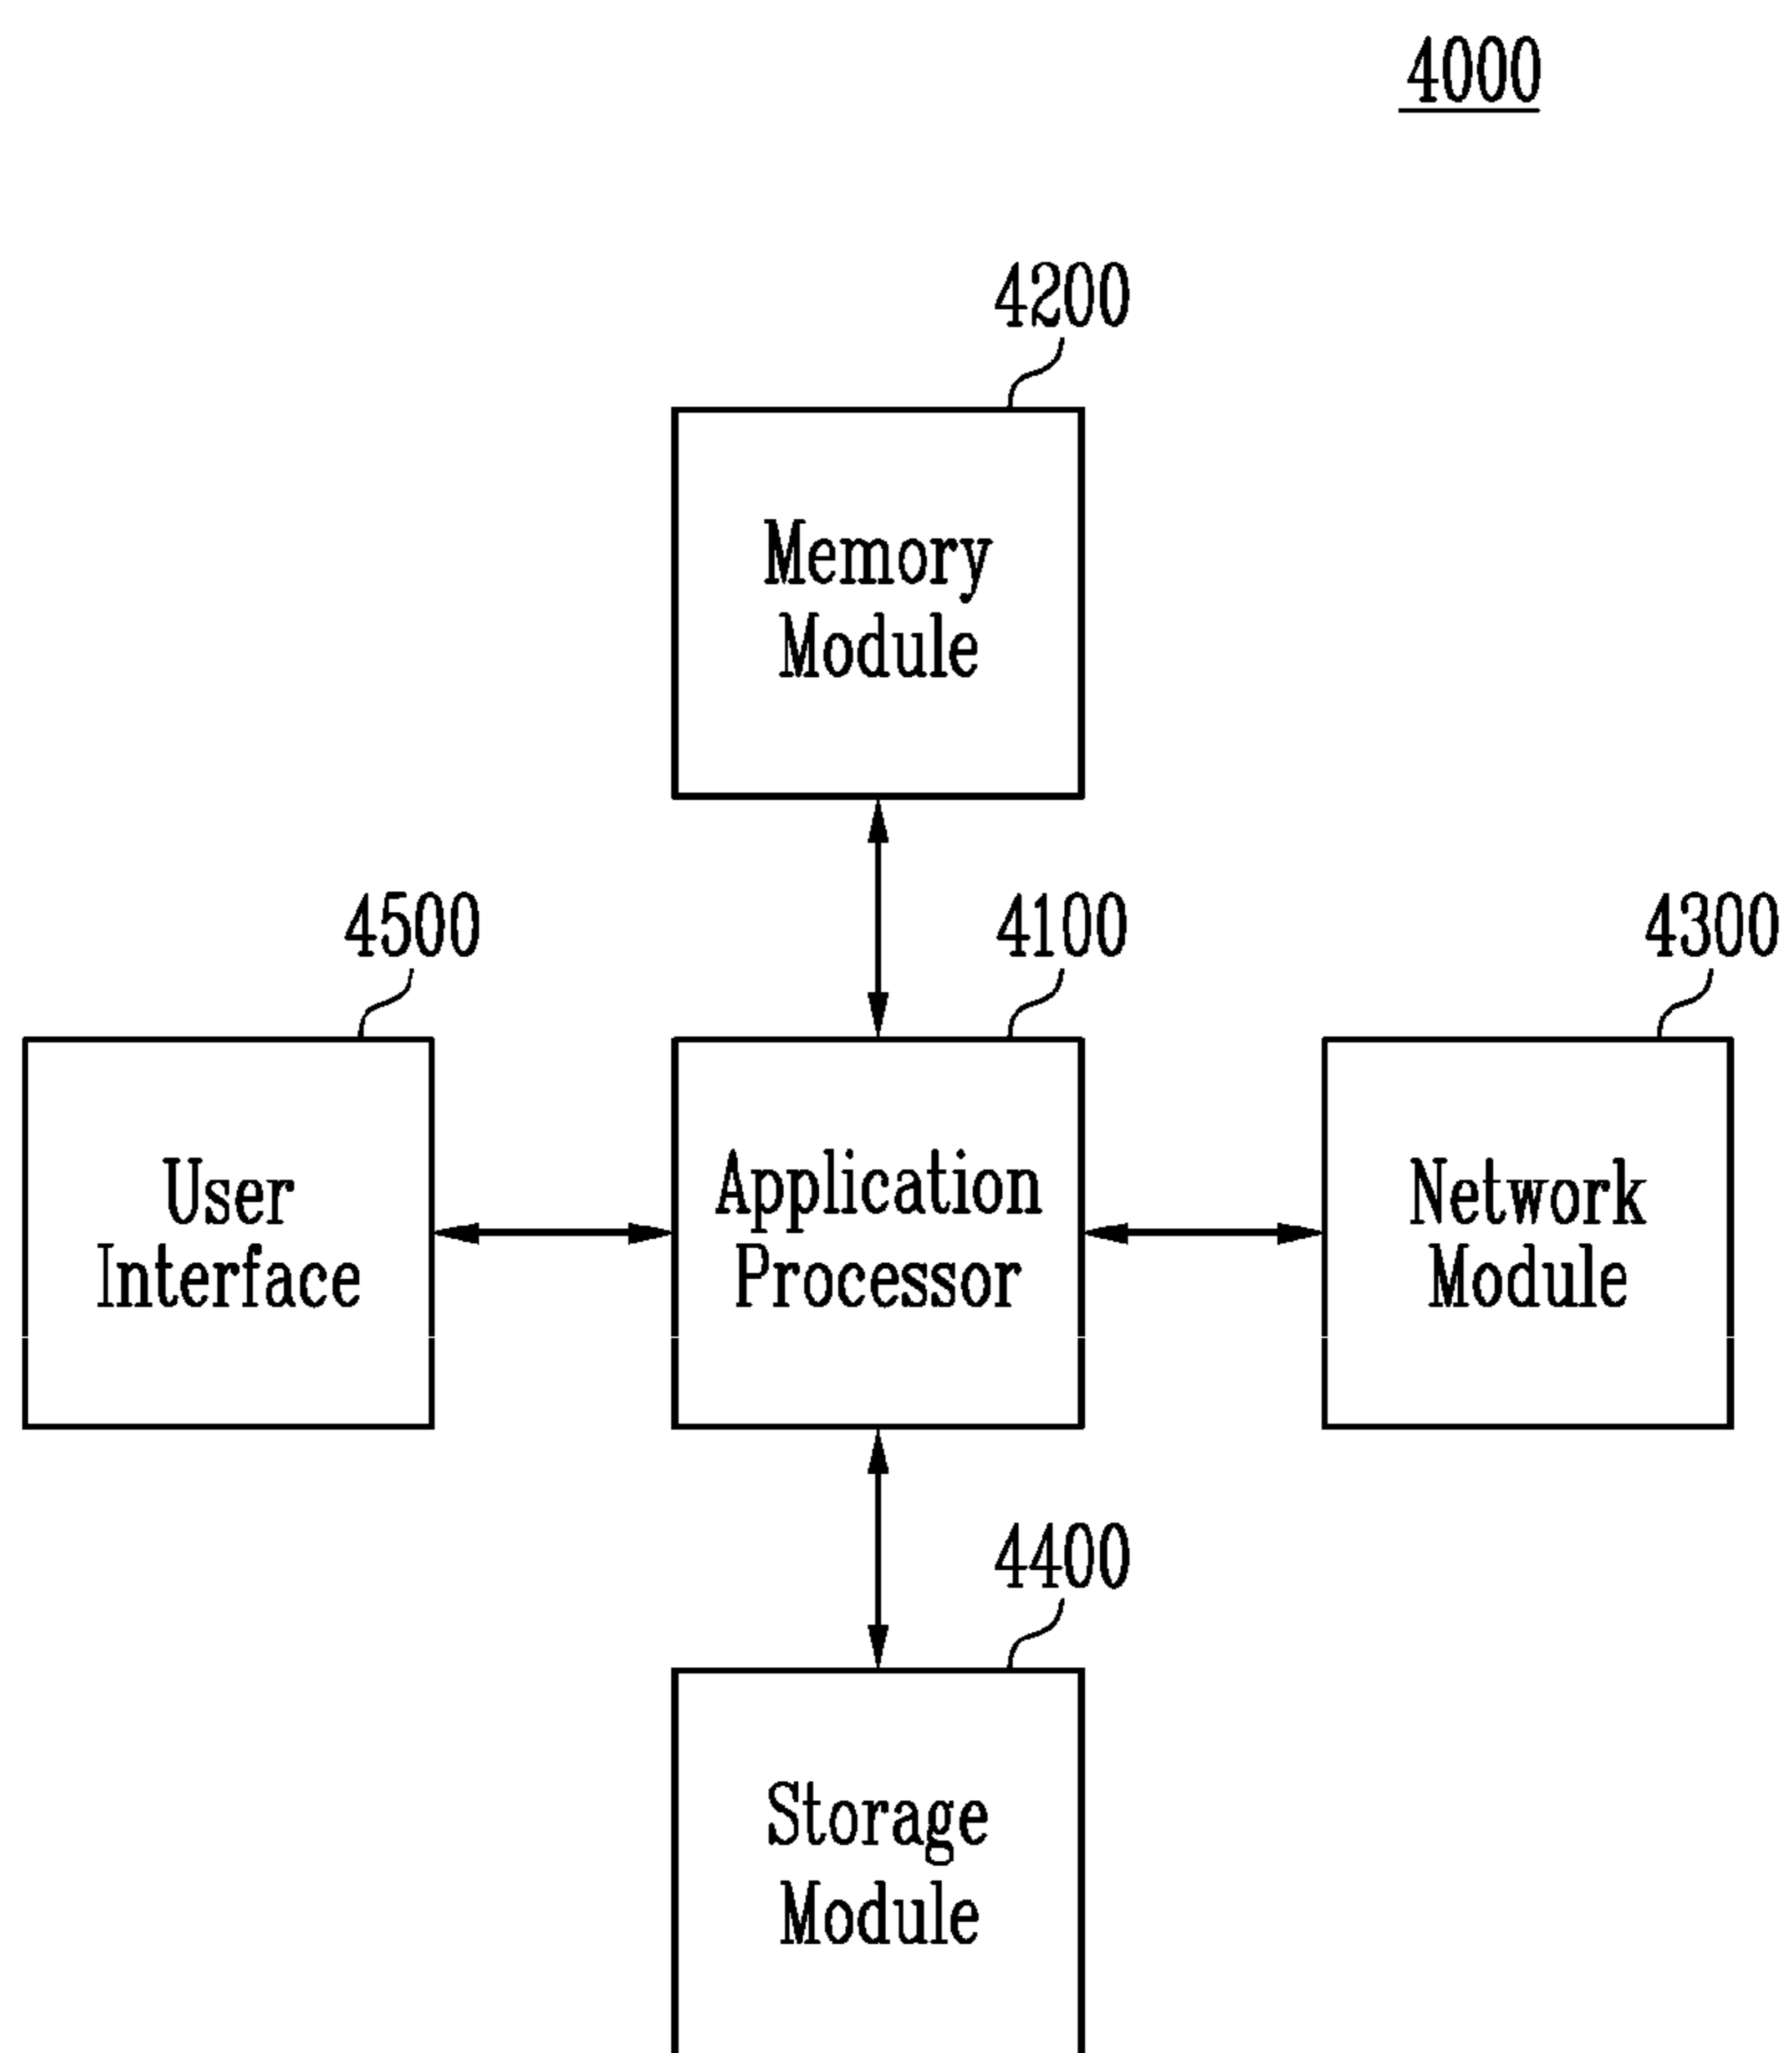 4000
4200
Memory
Module
4500
4100
4300
User
Interface
Application
Processor
Network
Module
4400
Storage
Module